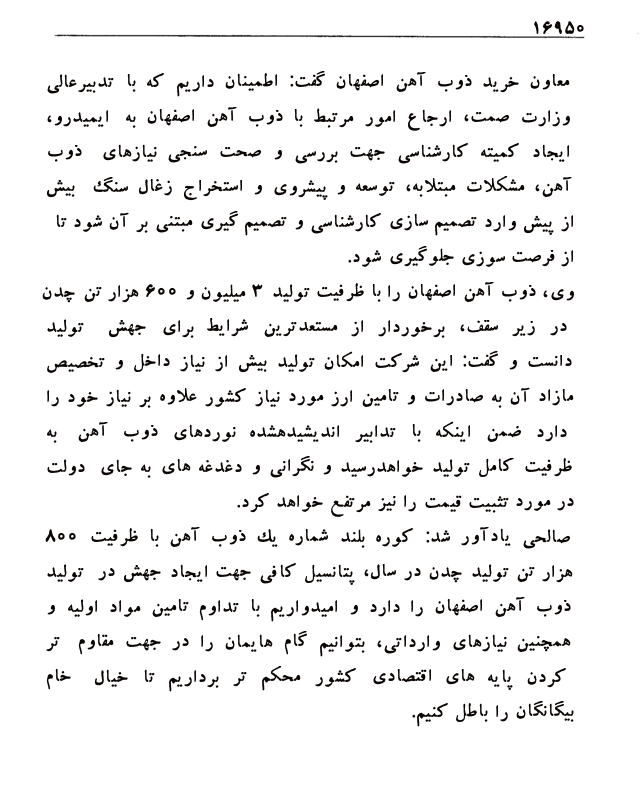 ۱۶۹۵۰
معاون خرید ذوب آهن اصفهان گفت: اطمینان داریم که با تدبیرعالی
وزارت صمت، ارجاع امور مرتبط با ذوب آهن اصفهان به ایمیدرو،
ایجاد کمیته کارشناسی جهت بررسی و صحت سنجی نیازهای ذوب
آهن، مشکلات مبتلابه، توسعه و پیشروی و استخراج زغال سنگ بیش
از پیش وارد تصمیم سازی کارشناسی و تصمیم گیری مبتنی بر آن شود تا
از فرصت سوزی جلوگیری شود.
وی، ذوب آهن اصفهان را با ظرفیت تولید ۳ میلیون و ۶۰۰ هزار تن چدن
در زیر سقف، برخوردار از مستعدترین شرایط برای جهش تولید
دانست و گفت: این شرکت امکان تولید بیش از نیاز داخل و تخصیص
مازاد آن به صادرات و تامین ارز مورد نیاز کشور علاوه بر نیاز خود را
دارد ضمن اینکه با تدابیر اندیشیدهشده نوردهای ذوب آهن به
ظرفیت کامل تولید خواهدرسید و نگرانی و دغدغه های به جای دولت
در مورد تثبیت قیمت را نیز مرتفع خواهد کرد.
صالحی یادآور شد: کوره بلند شماره یك ذوب آهن با ظرفیت ۸۰۰
هزار تن تولید چدن در سال، پتانسیل کافی جهت ایجاد جهش در تولید
ذوب آهن اصفهان را دارد و امیدواریم با تداوم تامین مواد اولیه و
همچنین نیازهای وارداتی، بتوانیم گام هایمان را در جهت مقاوم تر
کردن پایه های اقتصادی کشور محکم تر برداریم تا خیال خام
بیگانگان را باطل کنیم.